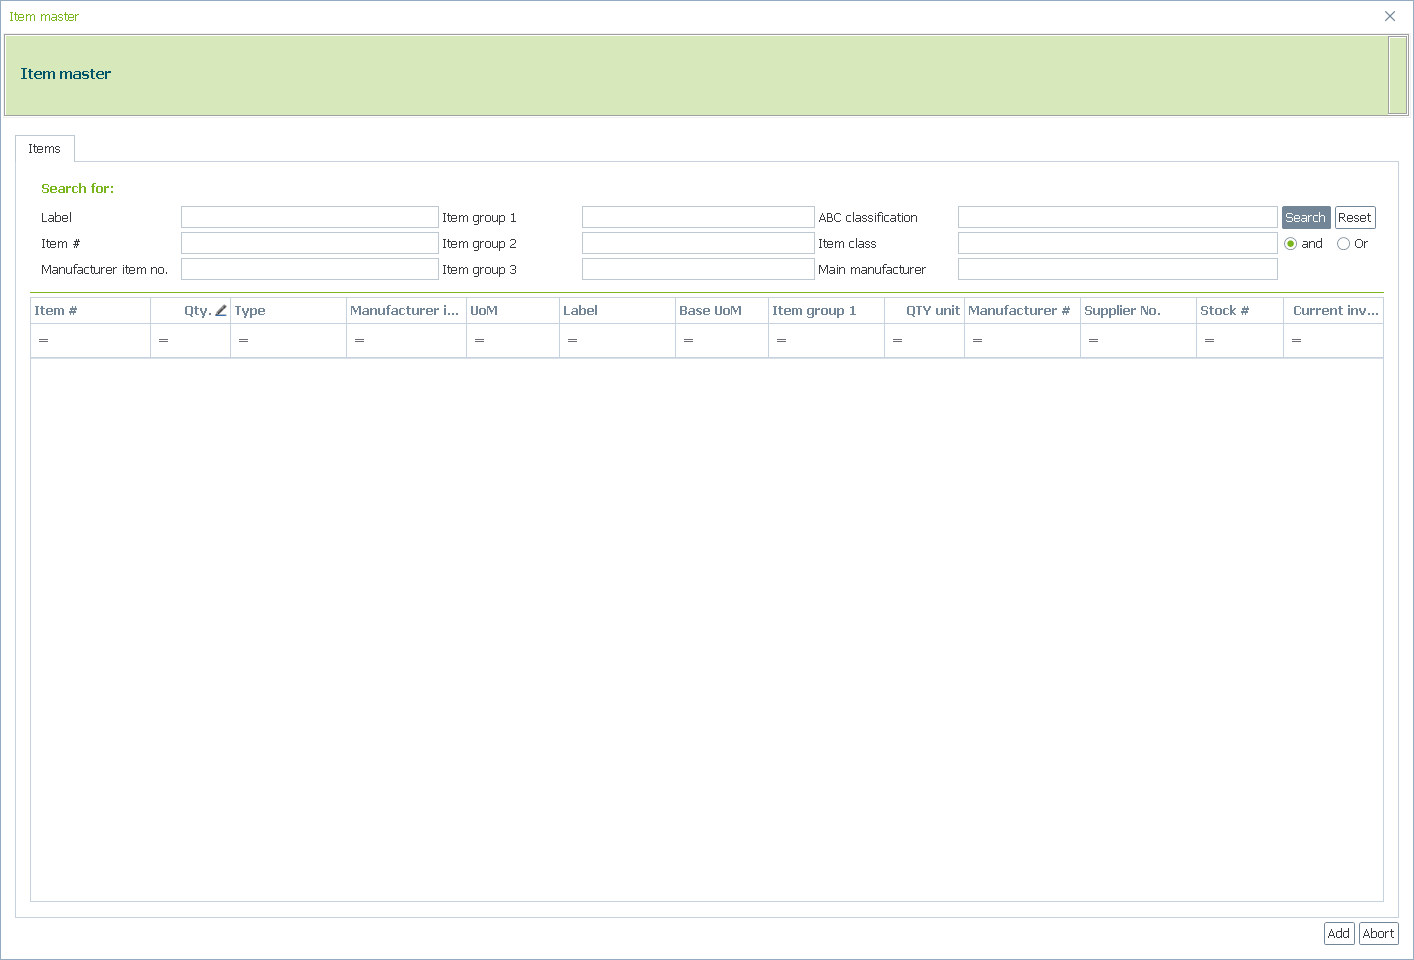 Item master
Item master
Items
Search for:
Label Item group 1 ABC classification Search Reset
Item # Item group 2 Item class and Or
Manufacturer item no. Item group 3 Main manufacturer
Item # Qty. Type Manufacturer i... UoM Label Base UoM Item group 1 QTY unit Manufacturer # Supplier No. Stock # Current inv...
= = = = = = = = = = = = =
Add Abort